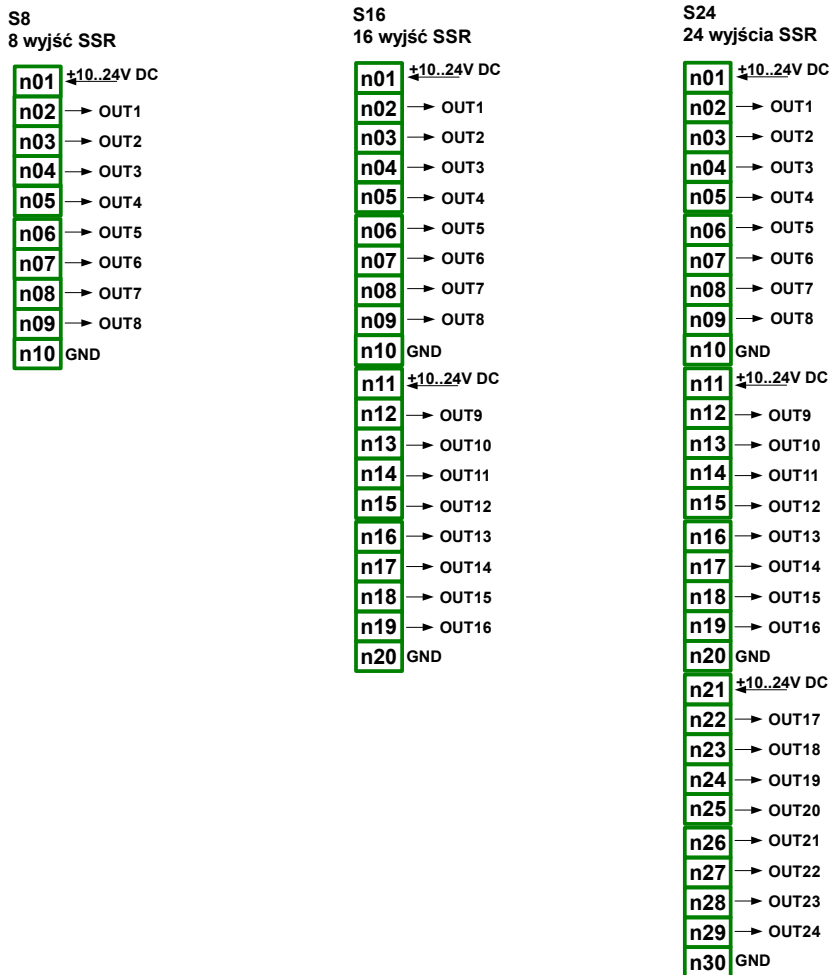 S8
8 wyjść SSR
n01 +10..24V DC
n02 OUT1
n03 OUT2
n04 OUT3
n05 OUT4
n06 OUT5
n07 OUT6
n08 OUT7
n09 OUT8
n10 GND
S16
16 wyjść SSR
n01 +10..24V DC
n02 OUT1
n03 OUT2
n04 OUT3
n05 OUT4
n06 OUT5
n07 OUT6
n08 OUT7
n09 OUT8
n10 GND
n11 +10..24V DC
n12 OUT9
n13 OUT10
n14 OUT11
n15 OUT12
n16 OUT13
n17 OUT14
n18 OUT15
n19 OUT16
n20 GND
S24
24 wyjścia SSR
n01 +10..24V DC
n02 OUT1
n03 OUT2
n04 OUT3
n05 OUT4
n06 OUT5
n07 OUT6
n08 OUT7
n09 OUT8
n10 GND
n11 +10..24V DC
n12 OUT9
n13 OUT10
n14 OUT11
n15 OUT12
n16 OUT13
n17 OUT14
n18 OUT15
n19 OUT16
n20 GND
n21 +10..24V DC
n22 OUT17
n23 OUT18
n24 OUT19
n25 OUT20
n26 OUT21
n27 OUT22
n28 OUT23
n29 OUT24
n30 GND